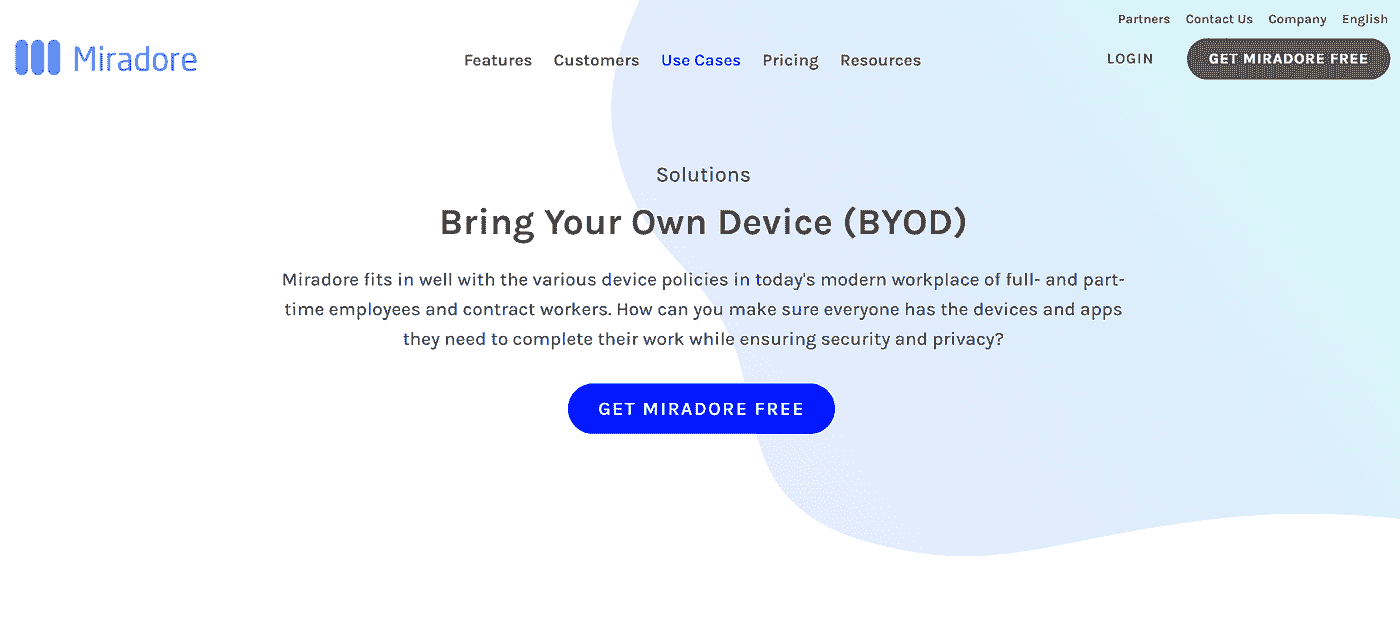 Partners Contact Us Company English
Miradore
Features Customers Use Cases Pricing Resources
LOGIN
GET MIRADORE FREE
Solutions
Bring Your Own Device (BYOD)
Miradore fits in well with the various device policies in today's modern workplace of full- and part-
time employees and contract workers. How can you make sure everyone has the devices and apps
they need to complete their work while ensuring security and privacy?
GET MIRADORE FREE